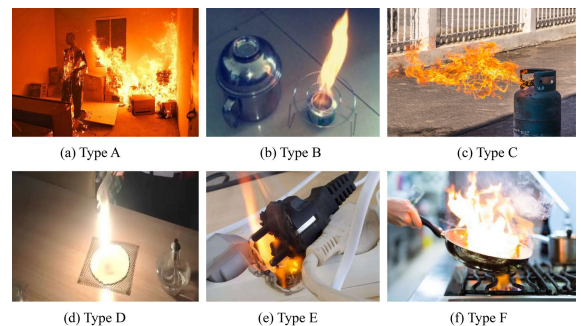 (a) Type A
(b) Type B
(c) Type C
(d) Type D
(e) Type E
(f) Type F